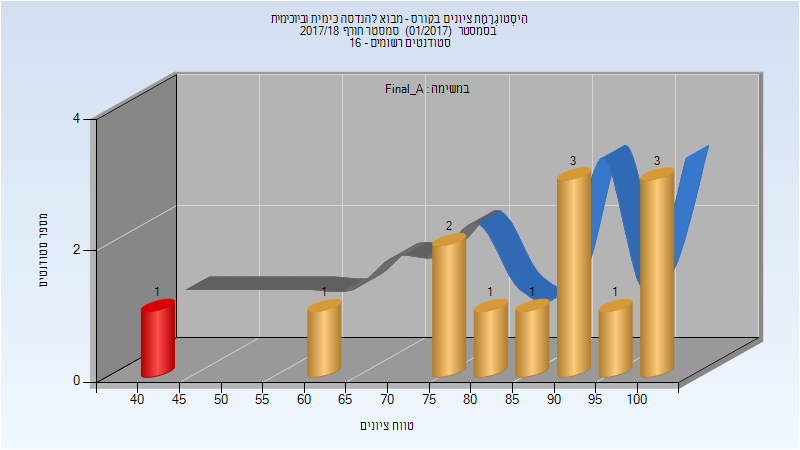 היסטוגרמת ציונים בקורס - מבוא להנדסה כימית וביוכימית
בסמסטר (01/2017) סמסטר חורף 2017/18
סטודנטים רשומים - 16
במשימה : Final_A
מספר סטודנטים
4
2
0
1
1
2
1
1
3
1
3
40 45 50 55 60 65 70 75 80 85 90 95 100
טווח ציונים